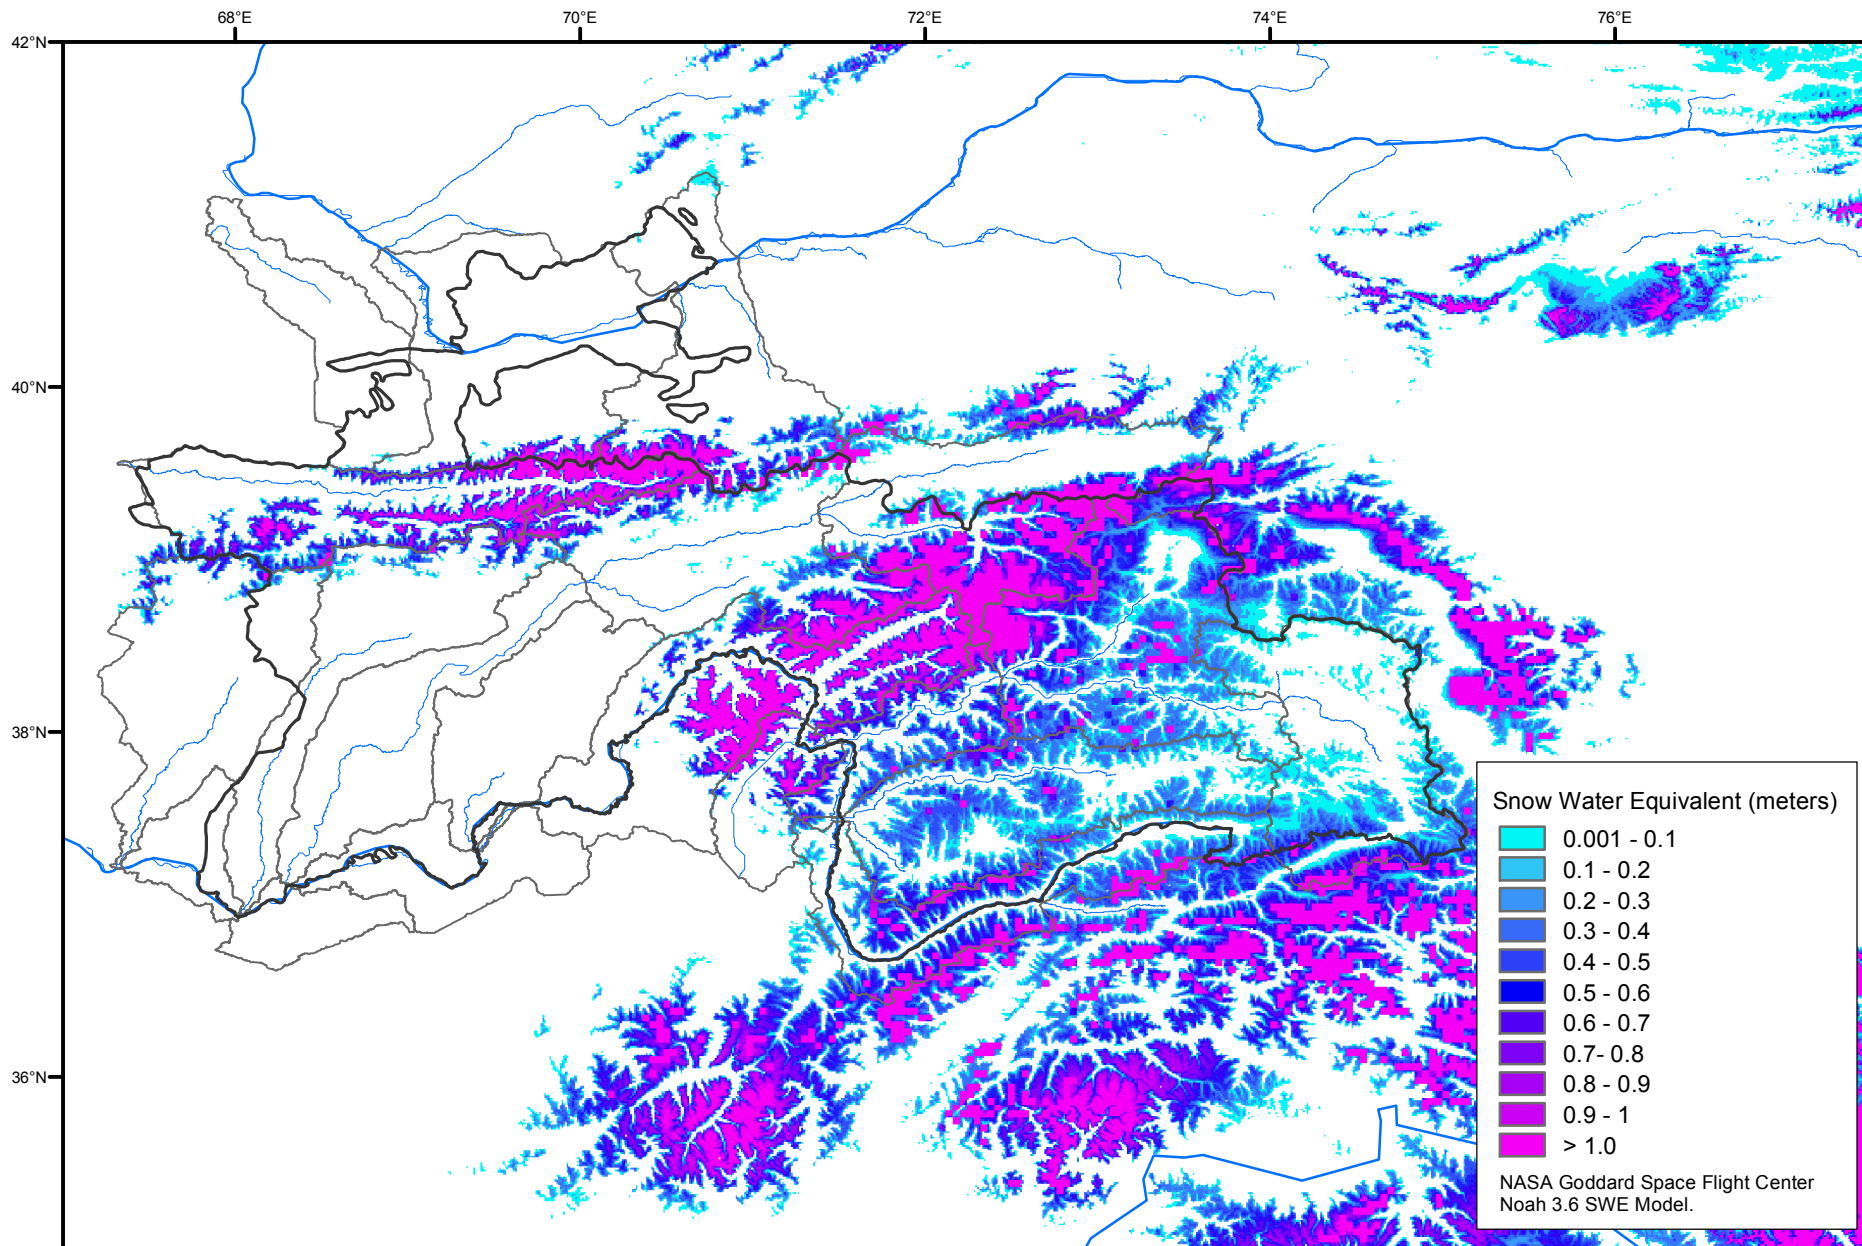 68°E
70°E
72°E
74°E
76°E
42°N
40°N
38°N
36°N
Snow Water Equivalent (meters)
0.001 - 0.1
0.1 - 0.2
0.2 - 0.3
0.3 - 0.4
0.4 - 0.5
0.5 - 0.6
0.6 - 0.7
0.7- 0.8
0.8 - 0.9
0.9 - 1
> 1.0
NASA Goddard Space Flight Center
Noah 3.6 SWE Model.